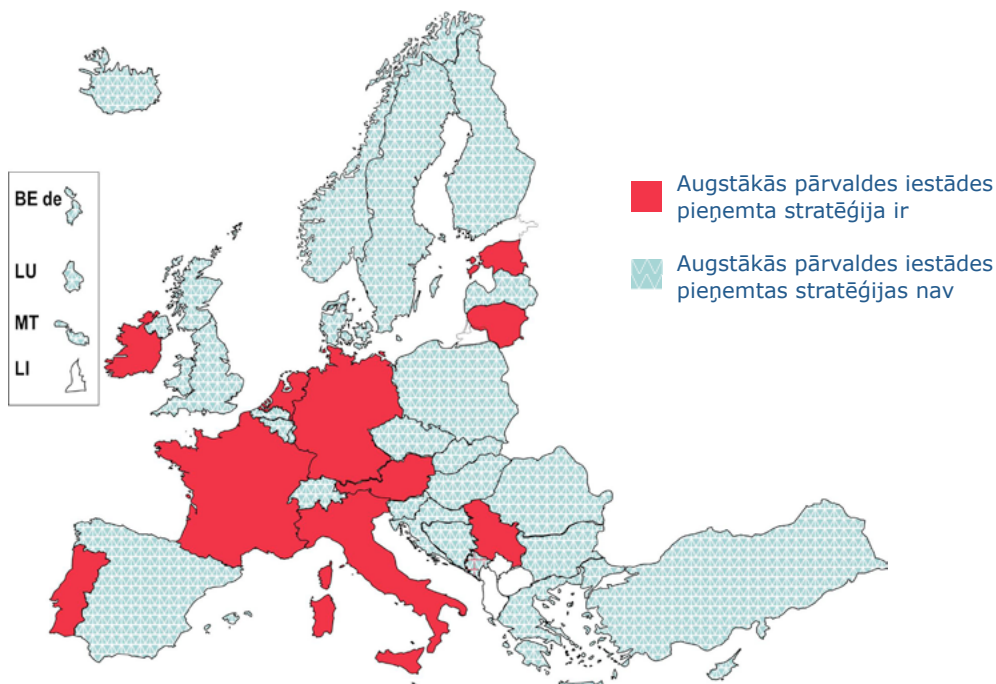 BE de
LU
MT
LI
Augstākās pārvaldes iestādes
pieņemta stratēģija ir
Augstākās pārvaldes iestādes
pieņemtas stratēģijas nav